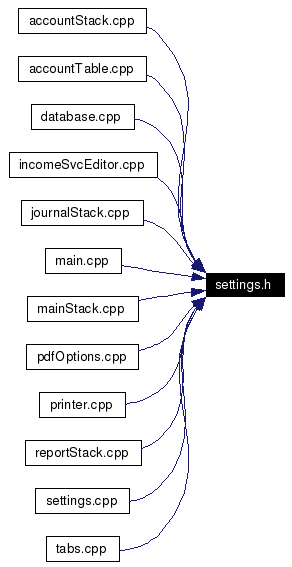 accountStack.cpp
accountTable.cpp
database.cpp
incomeSvcEditor.cpp
journalStack.cpp
main.cpp
settings.h
mainStack.cpp
pdfOptions.cpp
printer.cpp
reportStack.cpp
settings.cpp
tabs.cpp